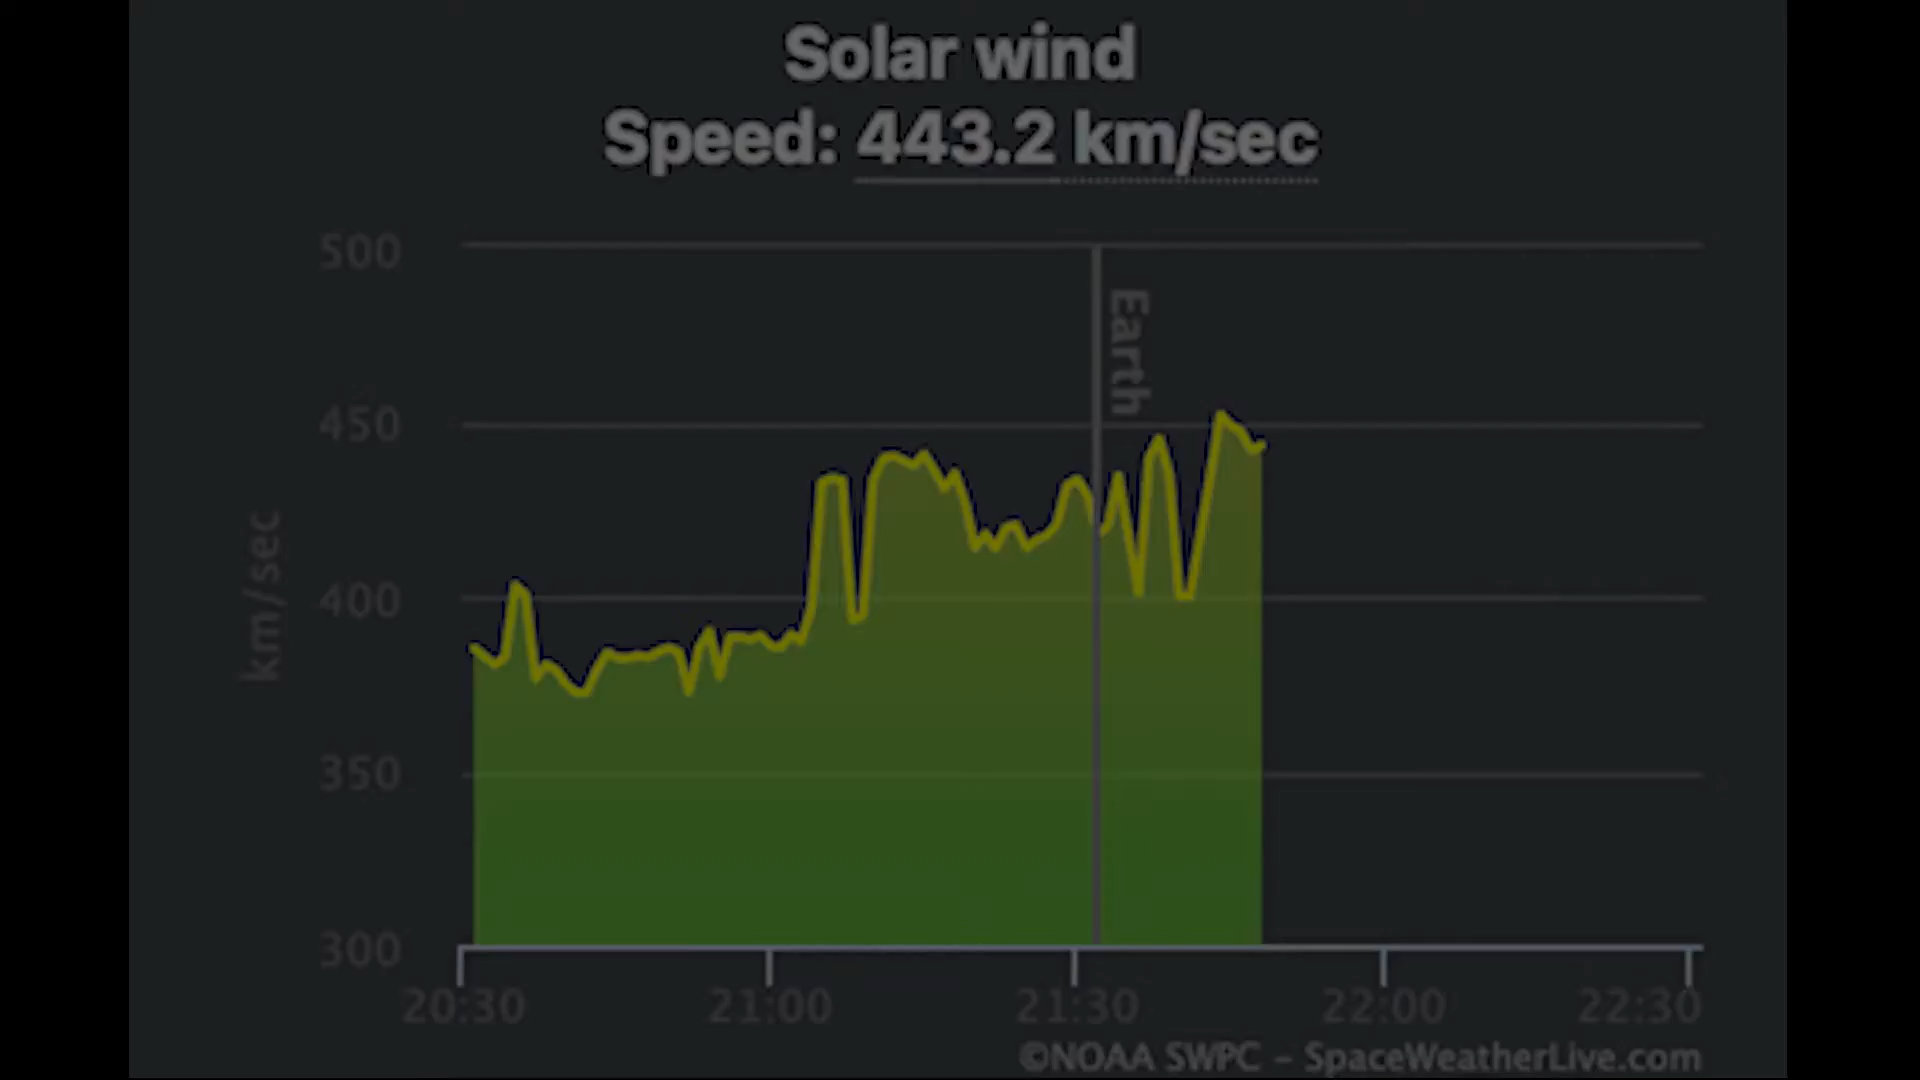 Solar wind
Speed: 443.2 km/sec
500
Earth
450
km/sec
400
350
300
20:30 21:00 21:30 22:00 22:30
©NOAA SWPC – SpaceWeatherLive.com